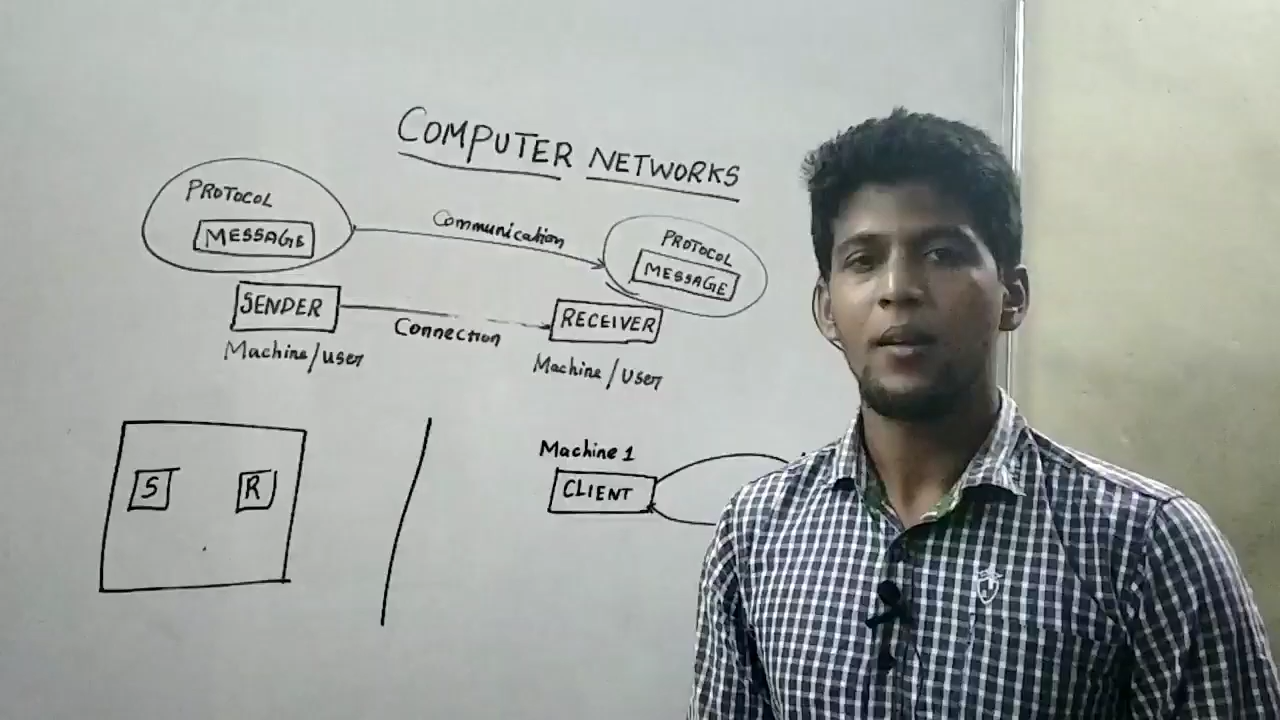 COMPUTER NETWORKS
PROTOCOL
MESSAGE
Communication
PROTOCOL
MESSAGE
SENDER
Connection
RECEIVER
Machine/user
Machine/user
S
R
Machine 1
CLIENT